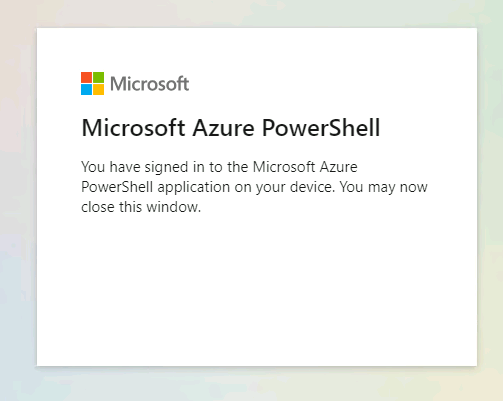 Microsoft
Microsoft Azure PowerShell
You have signed in to the Microsoft Azure
PowerShell application on your device. You may now
close this window.